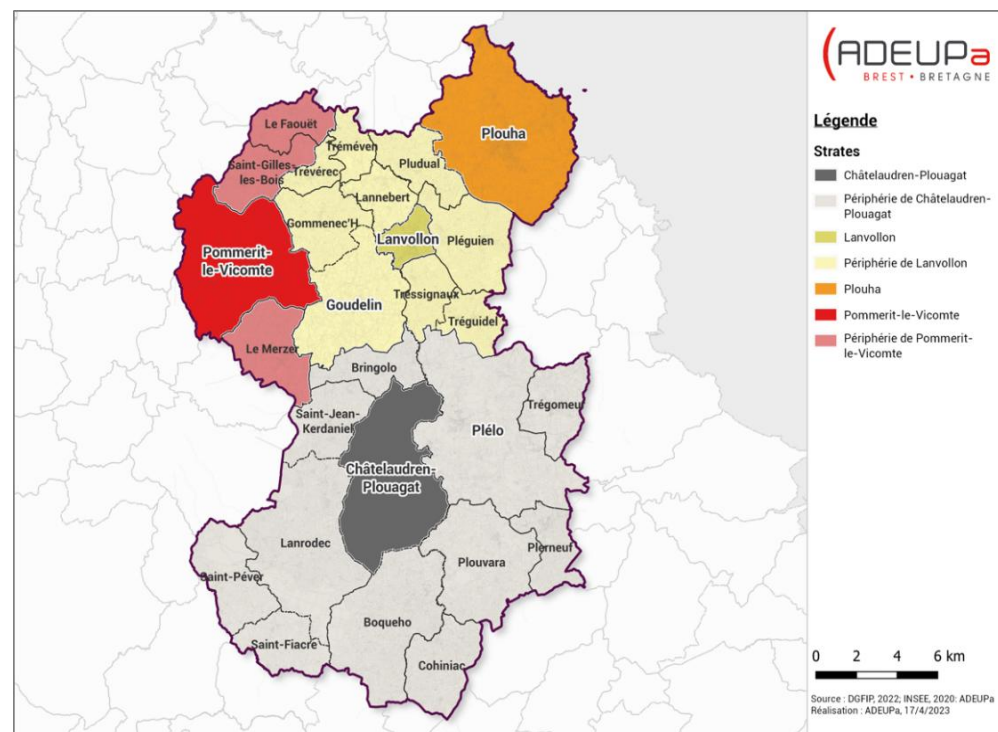 Le Faouët
Saint-Gilles-
les-Bois
Tréméven
Trévérec
Pludual
Plouha
Lannebert
Gommenec'H
Lanvollon
Pléguien
Pommerit-
le-Vicomte
Goudelin
Tressignaux
Tréguidel
Le Merzer
Bringolo
Saint-Jean-
Kerdaniel
Trégomeur
Plélo
Châtelaudren-
Plouagat
Lanrodec
Plerneuf
Plouvara
Saint-Péver
Boqueho
Saint-Fiacre
Cohiniac
(ADEUPa
BREST • BRETAGNE
Légende
Strates
Châtelaudren-Plouagat
Périphérie de Châtelaudren-
Plouagat
Lanvollon
Périphérie de Lanvollon
Plouha
Pommerit-le-Vicomte
Périphérie de Pommerit-
le-Vicomte
0 2 4 6 km
Source : DGFIP, 2022; INSEE, 2020: ADEUPa
Réalisation : ADEUPa, 17/4/2023